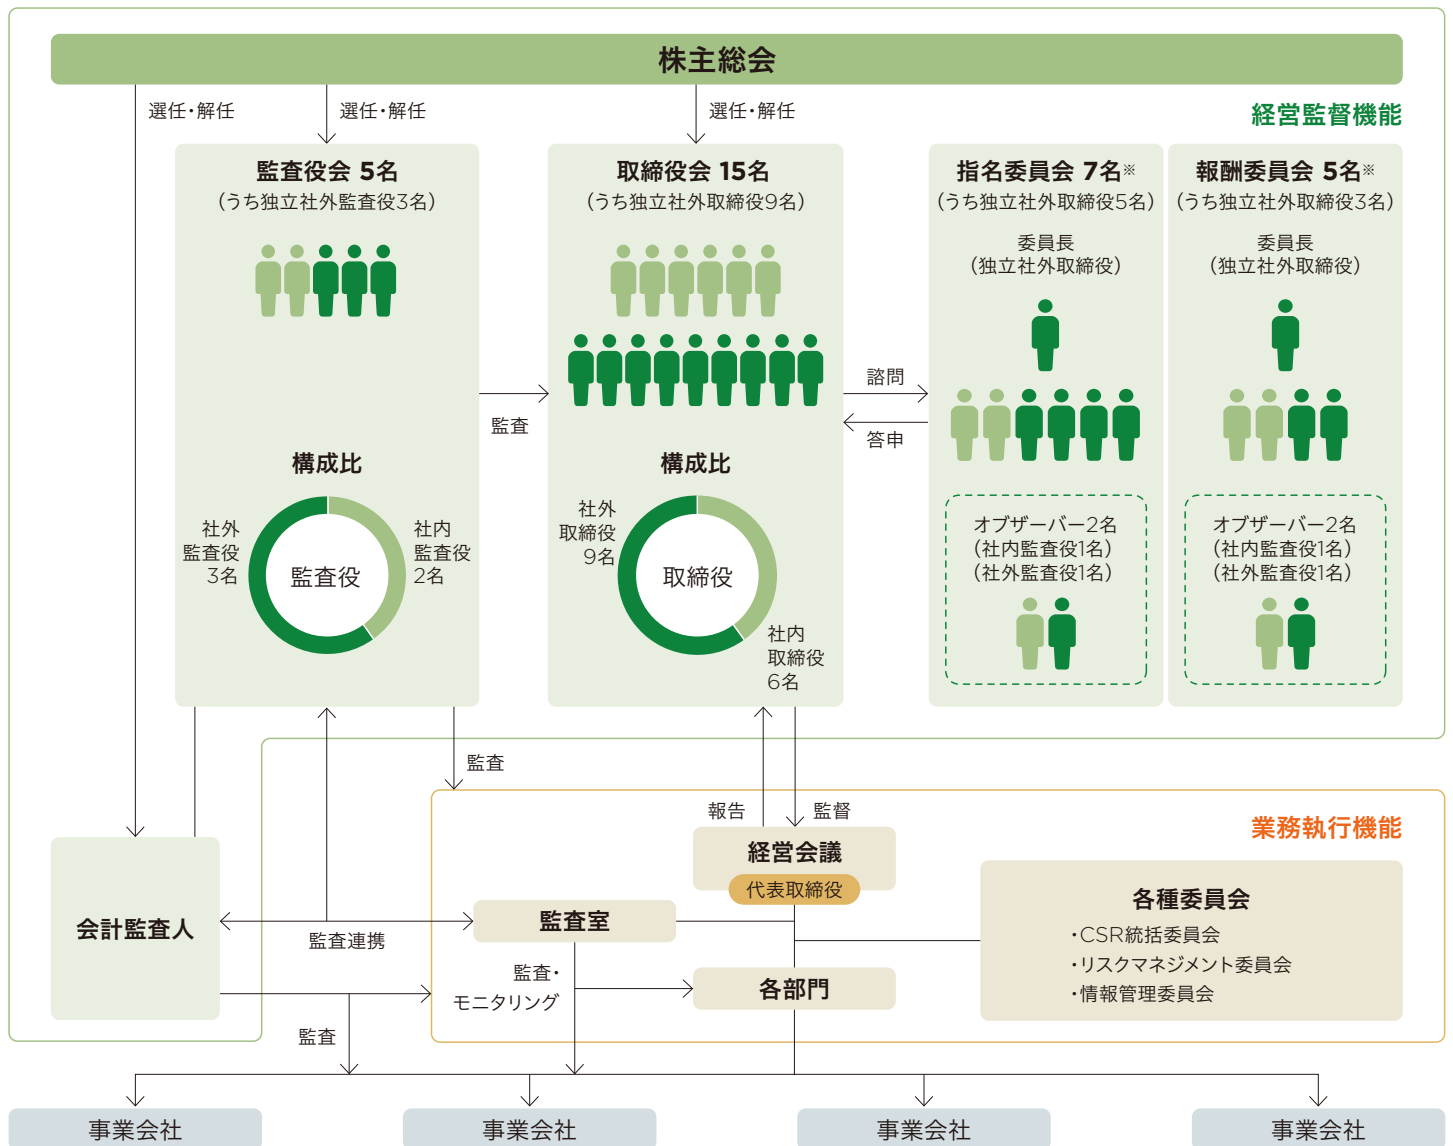 株主総会
選任・解任
選任・解任
選任・解任
経営監督機能
監査役会 5名
（うち独立社外監査役3名）
構成比
社外
監査役
3名
監査役
社内
監査役
2名
監査
取締役会 15名
（うち独立社外取締役9名）
構成比
社外
取締役
9名
取締役
社内
取締役
6名
諮問
答申
指名委員会 7名※
（うち独立社外取締役5名）
委員長
（独立社外取締役）
オブザーバー2名
（社内監査役1名）
（社外監査役1名）
報酬委員会 5名※
（うち独立社外取締役3名）
委員長
（独立社外取締役）
オブザーバー2名
（社内監査役1名）
（社外監査役1名）
監査
報告
監督
業務執行機能
経営会議
代表取締役
会計監査人
監査連携
監査室
監査・
モニタリング
各部門
各種委員会
・CSR統括委員会
・リスクマネジメント委員会
・情報管理委員会
監査
事業会社
事業会社
事業会社
事業会社